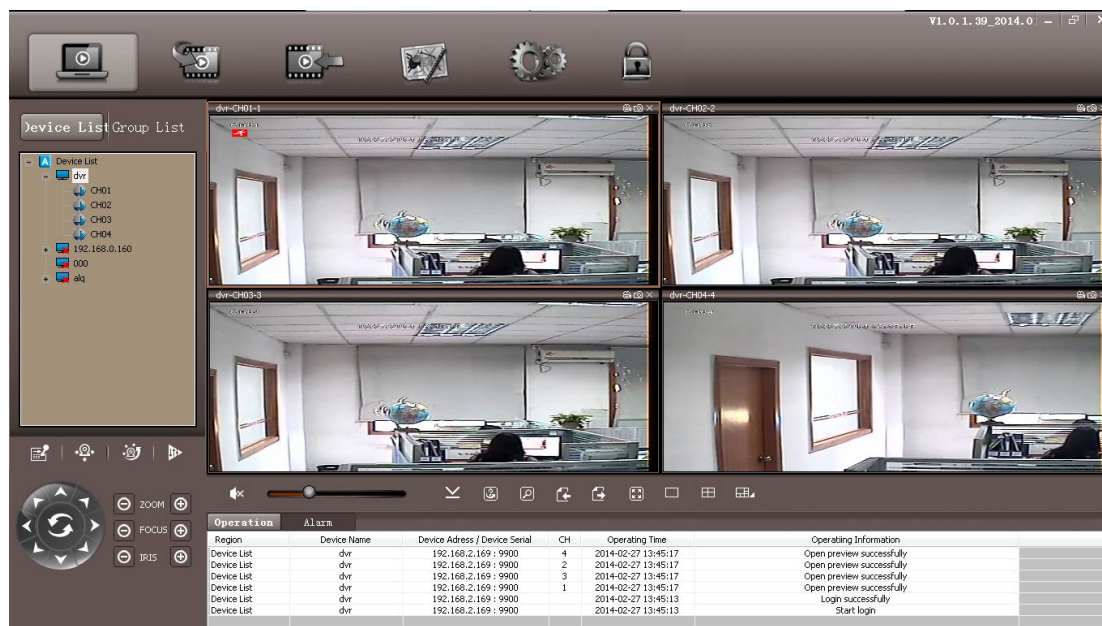 V1.0.1.39_2014.0
Device List Group List
Device List
dvr
CH01
CH02
CH03
CH04
192.168.0.160
000
alq
dvr-CH01-1
dvr-CH02-2
dvr-CH03-3
dvr-CH04-4
ZOOM
FOCUS
IRIS
Operation Alarm
Region Device Name Device Adress / Device Serial CH Operating Time Operatiing Information
Device List dvr 192.168.2.169 : 9900 4 2014-02-27 13:45:17 Open preview successfully
Device List dvr 192.168.2.169 : 9900 2 2014-02-27 13:45:17 Open preview successfully
Device List dvr 192.168.2.169 : 9900 3 2014-02-27 13:45:17 Open preview successfully
Device List dvr 192.168.2.169 : 9900 1 2014-02-27 13:45:17 Open preview successfully
Device List dvr 192.168.2.169 : 9900 2014-02-27 13:45:13 Login successfully
Device List dvr 192.168.2.169 : 9900 2014-02-27 13:45:13 Start login